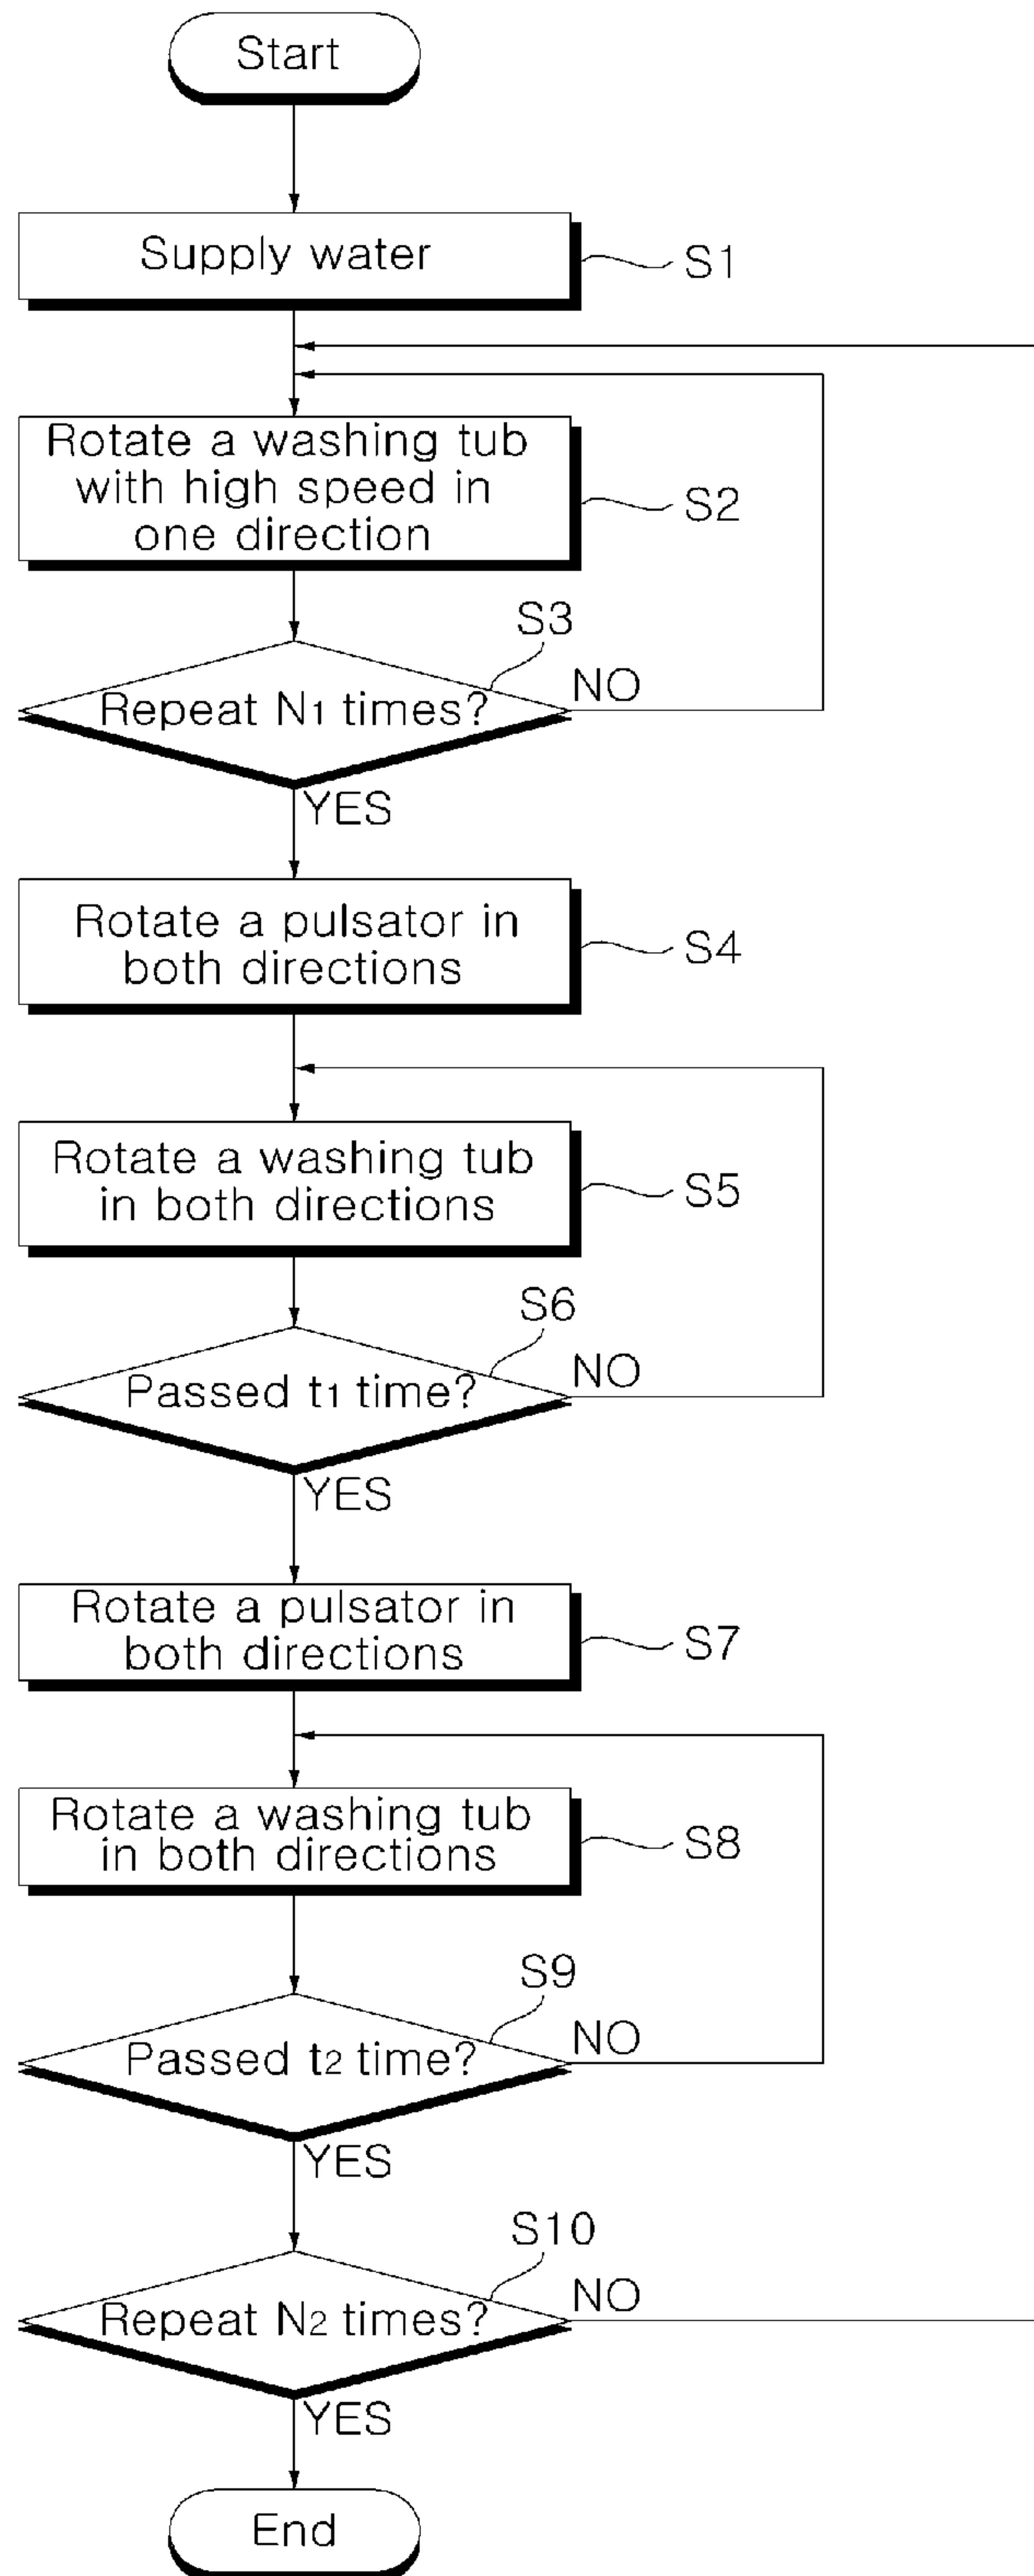 Start
Supply water
S1
Rotate a washing tub
with high speed in
one direction
S2
S3
Repeat N1 times?
NO
YES
Rotate a pulsator in
both directions
S4
Rotate a washing tub
in both directions
S5
S6
Passed t1 time?
NO
YES
Rotate a pulsator in
both directions
S7
Rotate a washing tub
in both directions
S8
S9
Passed t2 time?
NO
YES
S10
Repeat N2 times?
NO
YES
End